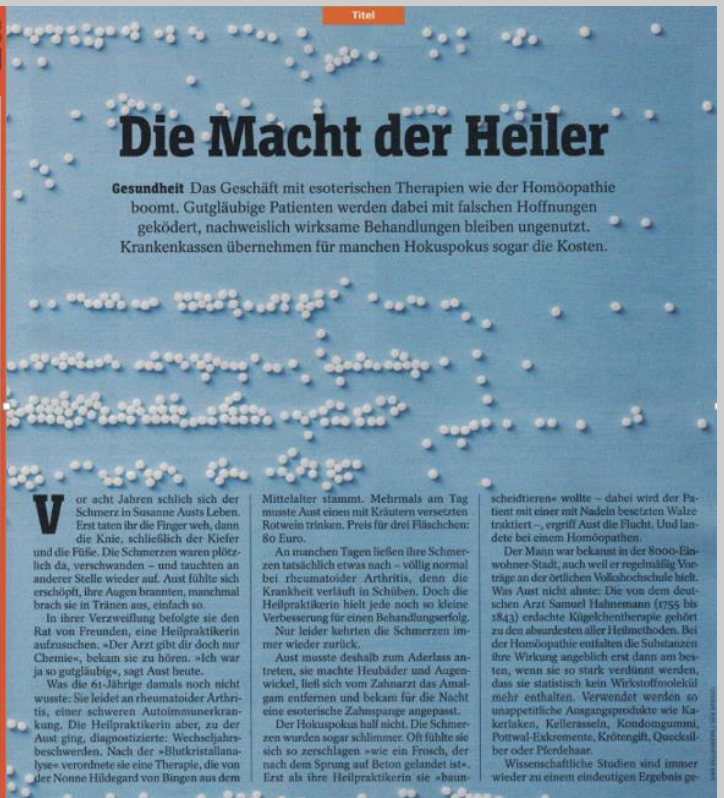 Titel
Die Macht der Heiler
Gesundheit Das Geschäft mit esoterischen Therapien wie der Homöopathie
boomt. Gutgläubige Patienten werden dabei mit falschen Hoffnungen
geködert, nachweislich wirksame Behandlungen bleiben ungenutzt.
Krankenkassen übernehmen für manchen Hokuspokus sogar die Kosten.
Vor acht Jahren schlich sich der
Schmerz in Susanne Austs Leben.
Erst taten ihr die Finger weh, dann
die Knie, schließlich der Kiefer
und die Füße. Die Schmerzen waren plötz-
lich da, verschwanden – und tauchten an
anderer Stelle wieder auf. Aust fühlte sich
erschöpft, ihre Augen brannten, manchmal
brach sie in Tränen aus, einfach so.
In ihrer Verzweiflung befolgte sie den
Rat von Freunden, eine Heilpraktikerin
aufzusuchen. »Der Arzt gibt dir doch nur
Chemie«, bekam sie zu hören. »Ich war
ja so gutgläubig«, sagt Aust heute.
Was die 61-Jährige damals noch nicht
wusste: Sie leidet an rheumatoider Arthri-
tis, einer schweren Autoimmunerkran-
kung. Die Heilpraktikerin aber, zu der
Aust ging, diagnostizierte: Wechseljahrs-
beschwerden. Nach der »Blutkristallana-
lyse« verordnete sie eine Therapie, die von
der Nonne Hildegard von Bingen aus dem
Mittelalter stammt. Mehrmals am Tag
musste Aust einen mit Kräutern versetzten
Rotwein trinken. Preis für drei Fläschchen:
80 Euro.
An manchen Tagen ließen ihre Schmer-
zen tatsächlich etwas nach – völlig normal
bei rheumatoider Arthritis, denn die
Krankheit verläuft in Schüben. Doch die
Heilpraktikerin hielt jede noch so kleine
Verbesserung für einen Behandlungserfolg.
Nur leider kehrten die Schmerzen im-
mer wieder zurück.
Aust musste deshalb zum Aderlass an-
treten, sie machte Heubäder und Augen-
wickel, ließ sich vom Zahnarzt das Amal-
gam entfernen und bekam für die Nacht
eine esoterische Zahnspange angepasst.
Der Hokuspokus half nicht. Die Schmer-
zen wurden sogar schlimmer. Oft fühlte sie
sich so zerschlagen »wie ein Frosch, der
nach dem Sprung auf Beton gelandet ist«.
Erst als ihre Heilpraktikerin sie »baun-
scheidtieren« wollte – dabei wird der Pa-
tient mit einer mit Nadeln besetzten Walze
traktiert –, ergriff Aust die Flucht. Und lan-
dete bei einem Homöopathen.
Der Mann war bekannt in der 8000-Ein-
wohner-Stadt, auch weil er regelmäßig Vor-
träge an der örtlichen Volkshochschule hielt.
Was Aust nicht ahnte: Die von dem deut-
schen Arzt Samuel Hahnemann (1755 bis
1843) erdachte Kügelchentherapie gehört
zu den absurdesten aller Heilmethoden. Bei
der Homöopathie entfalten die Substanzen
ihre Wirkung angeblich erst dann am bes-
ten, wenn sie so stark verdünnt werden,
dass sie statistisch kein Wirkstoffmolekül
mehr enthalten. Verwendet werden so
unappetitliche Ausgangsprodukte wie Ka-
kerlaken, Kellerasseln, Kondomgummi,
Pottwal-Exkremente, Krötengift, Quecksil-
ber oder Pferdehaar.
Wissenschaftliche Studien sind immer
wieder zu einem eindeutigen Ergebnis ge-